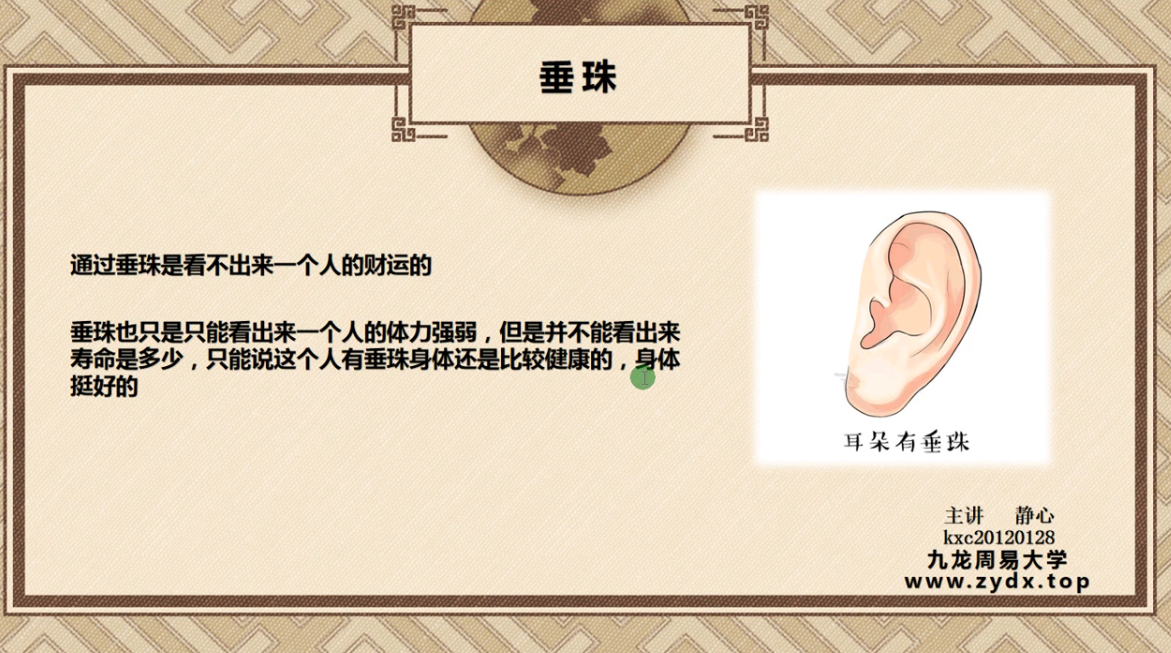 垂珠
通过垂珠是看不出来一个人的财运的
垂珠也只是只能看出来一个人的体力强弱，但是并不能看出来
寿命是多少，只能说这个人有垂珠身体还是比较健康的，身体
挺好的
耳朵有垂珠
主讲 静心
kxc20120128
九龙周易大学
www.zydx.top